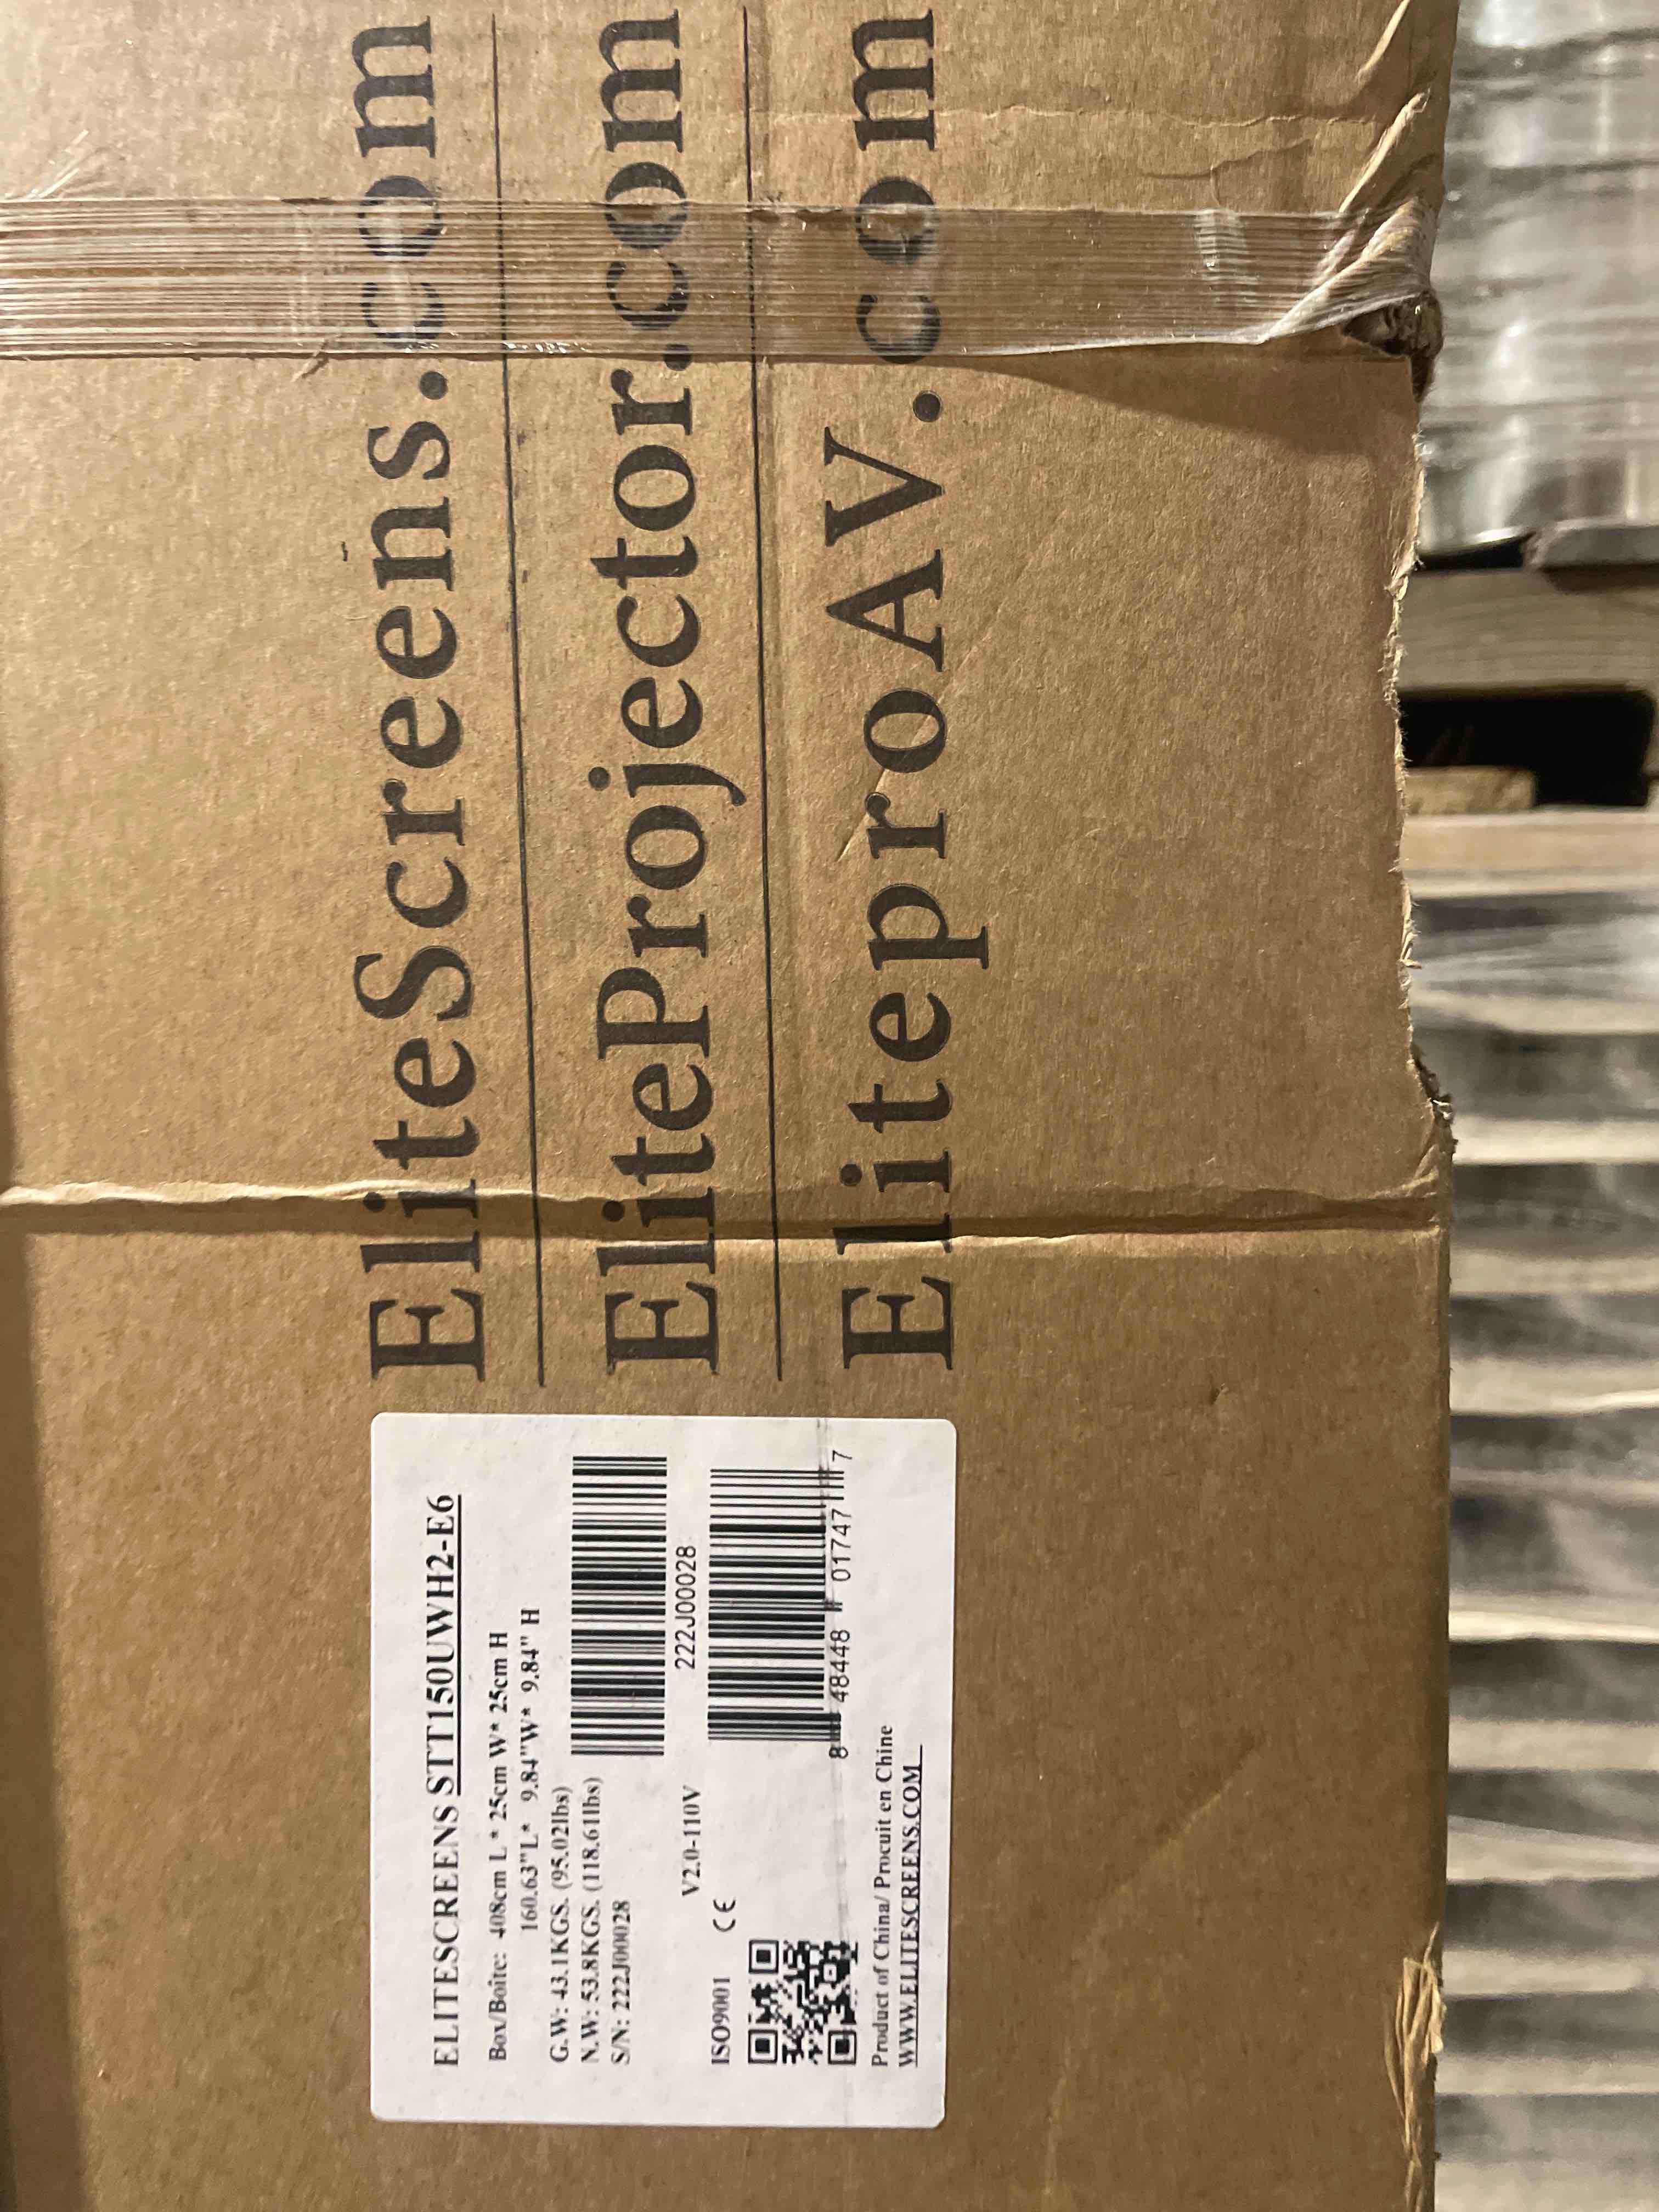 EliteScreens.com
EliteProjector.com
EliteproAV.com
ELITESCREENS STT150UWH2-E6
Box/Boîte: 408cm L * 25cm W* 25cm H
160.63"L* 9.84"W* 9.84" H
G.W: 43.1KGS. (95.02lbs)
N.W: 53.8KGS. (118.61lbs)
S/N: 222J00028
222J00028
V2.0-110V
ISO9001 CE
8 48448 01747 7
Product of China/ Procuit en Chine
WWW.ELITESCREENS.COM